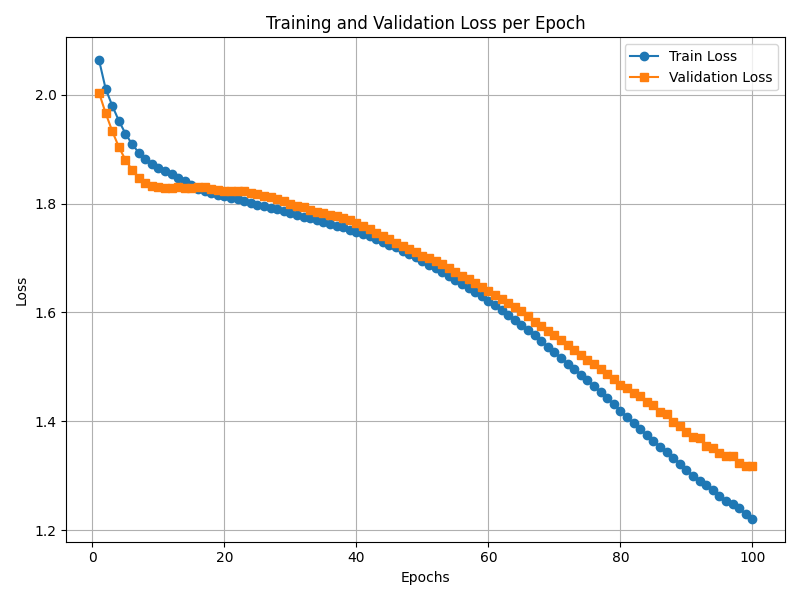 Training and Validation Loss per Epoch
Train Loss
Validation Loss
Loss
2.0
1.8
1.6
1.4
1.2
0 20 40 60 80 100
Epochs